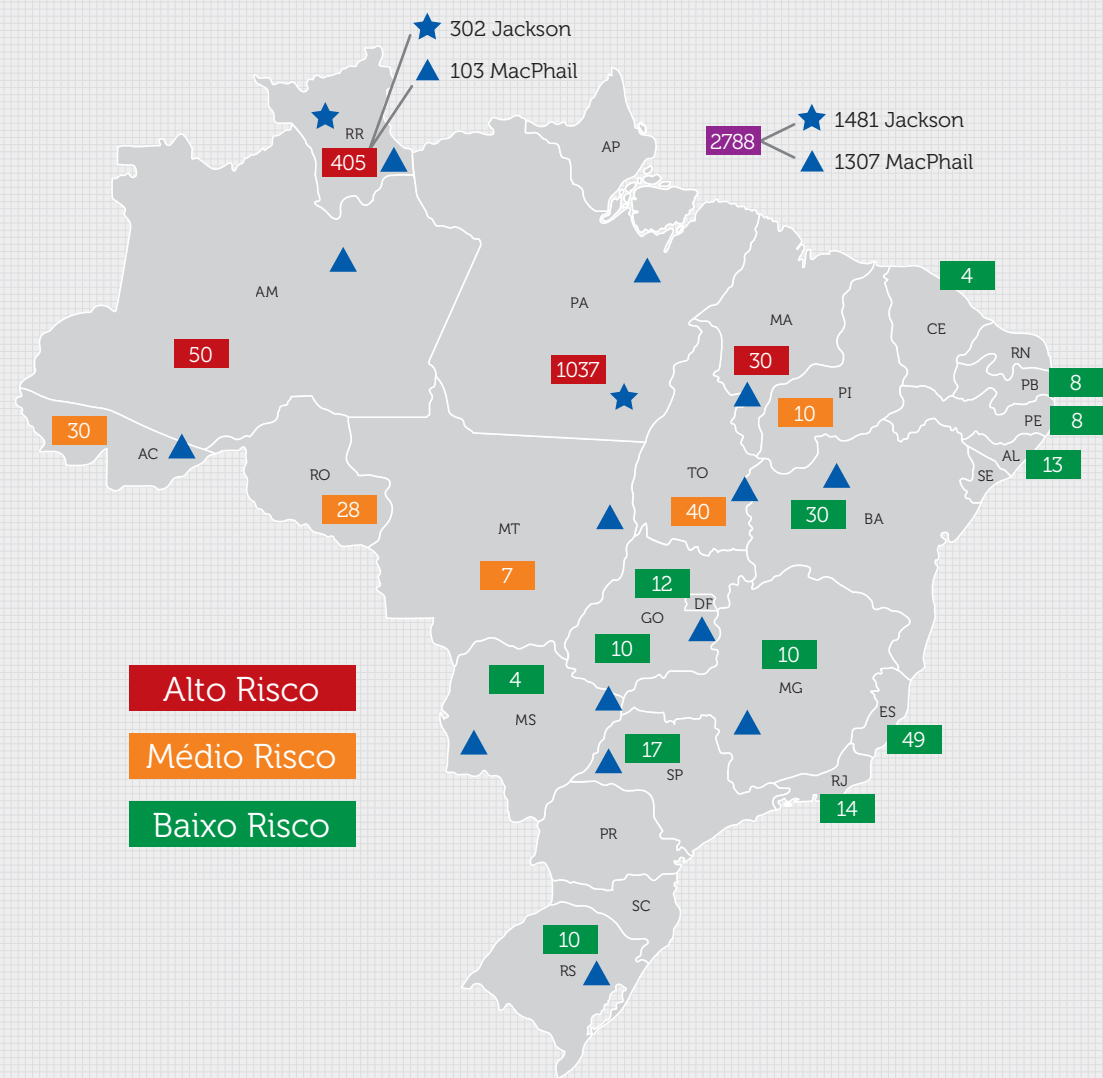 302 Jackson
103 MacPhail
RR
405
2788
1481 Jackson
1307 MacPhail
AP
AM
50
PA
1037
MA
30
4
CE
RN
PB
8
PI
10
PE
8
AL
13
SE
30
AC
RO
28
TO
40
30
BA
MT
7
12
DF
GO
10
10
MG
4
MS
ES
49
17
SP
RJ
14
PR
SC
10
RS
Alto Risco
Médio Risco
Baixo Risco